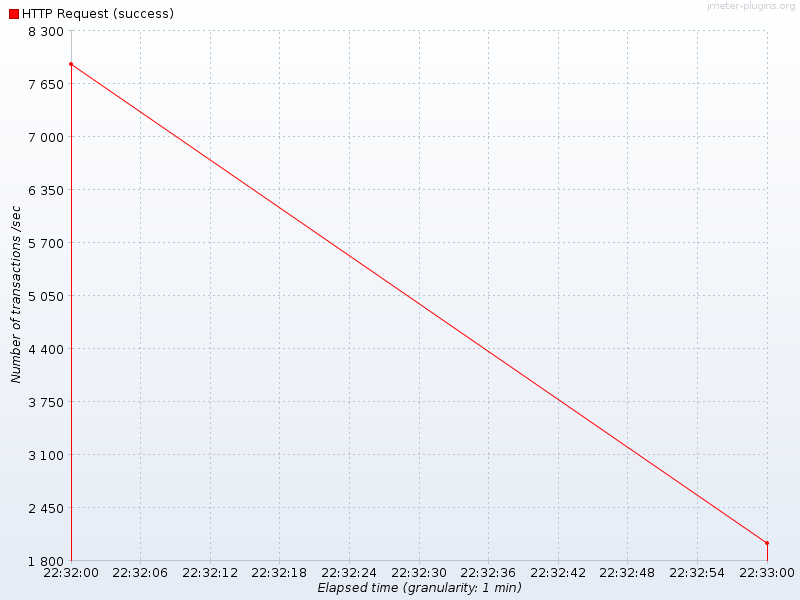 jmeter-plugins.org
HTTP Request (success)
8 300
7 650
7 000
6 350
5 700
5 050
4 400
3 750
3 100
2 450
1 800
Number of transactions /sec
22:32:00 22:32:06 22:32:12 22:32:18 22:32:24 22:32:30 22:32:36 22:32:42 22:32:48 22:32:54 22:33:00
Elapsed time (granularity: 1 min)